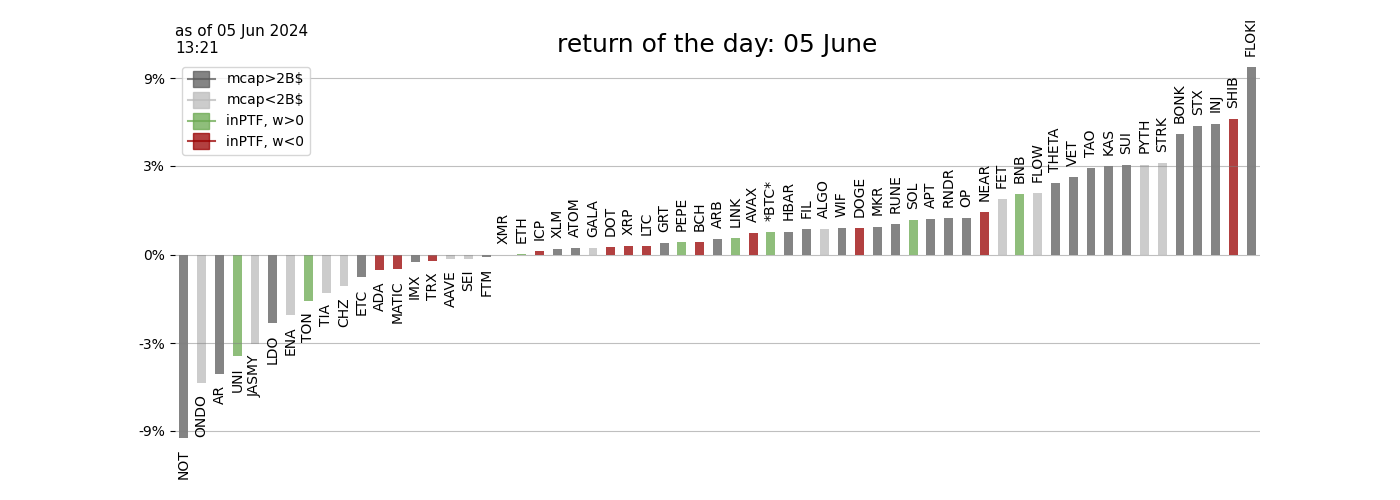 as of 05 Jun 2024
13:21
return of the day: 05 June
mcap>2B$
mcap<2B$
inPTF, w>0
inPTF, w<0
9%
3%
0%
-3%
-9%
NOT
ONDO
AR
UNI
JASMY
LDO
ENA
TON
TIA
CHZ
ETC
ADA
MATIC
IMX
TRX
AAVE
SEI
FTM
XMR
ETH
ICP
XLM
ATOM
GALA
DOT
XRP
LTC
GRT
PEPE
BCH
ARB
LINK
AVAX
*BTC*
HBAR
FIL
ALGO
WIF
DOGE
MKR
RUNE
SOL
APT
RNDR
OP
NEAR
FET
BNB
FLOW
THETA
VET
TAO
KAS
SUI
PYTH
STRK
BONK
STX
INJ
SHIB
FLOKI